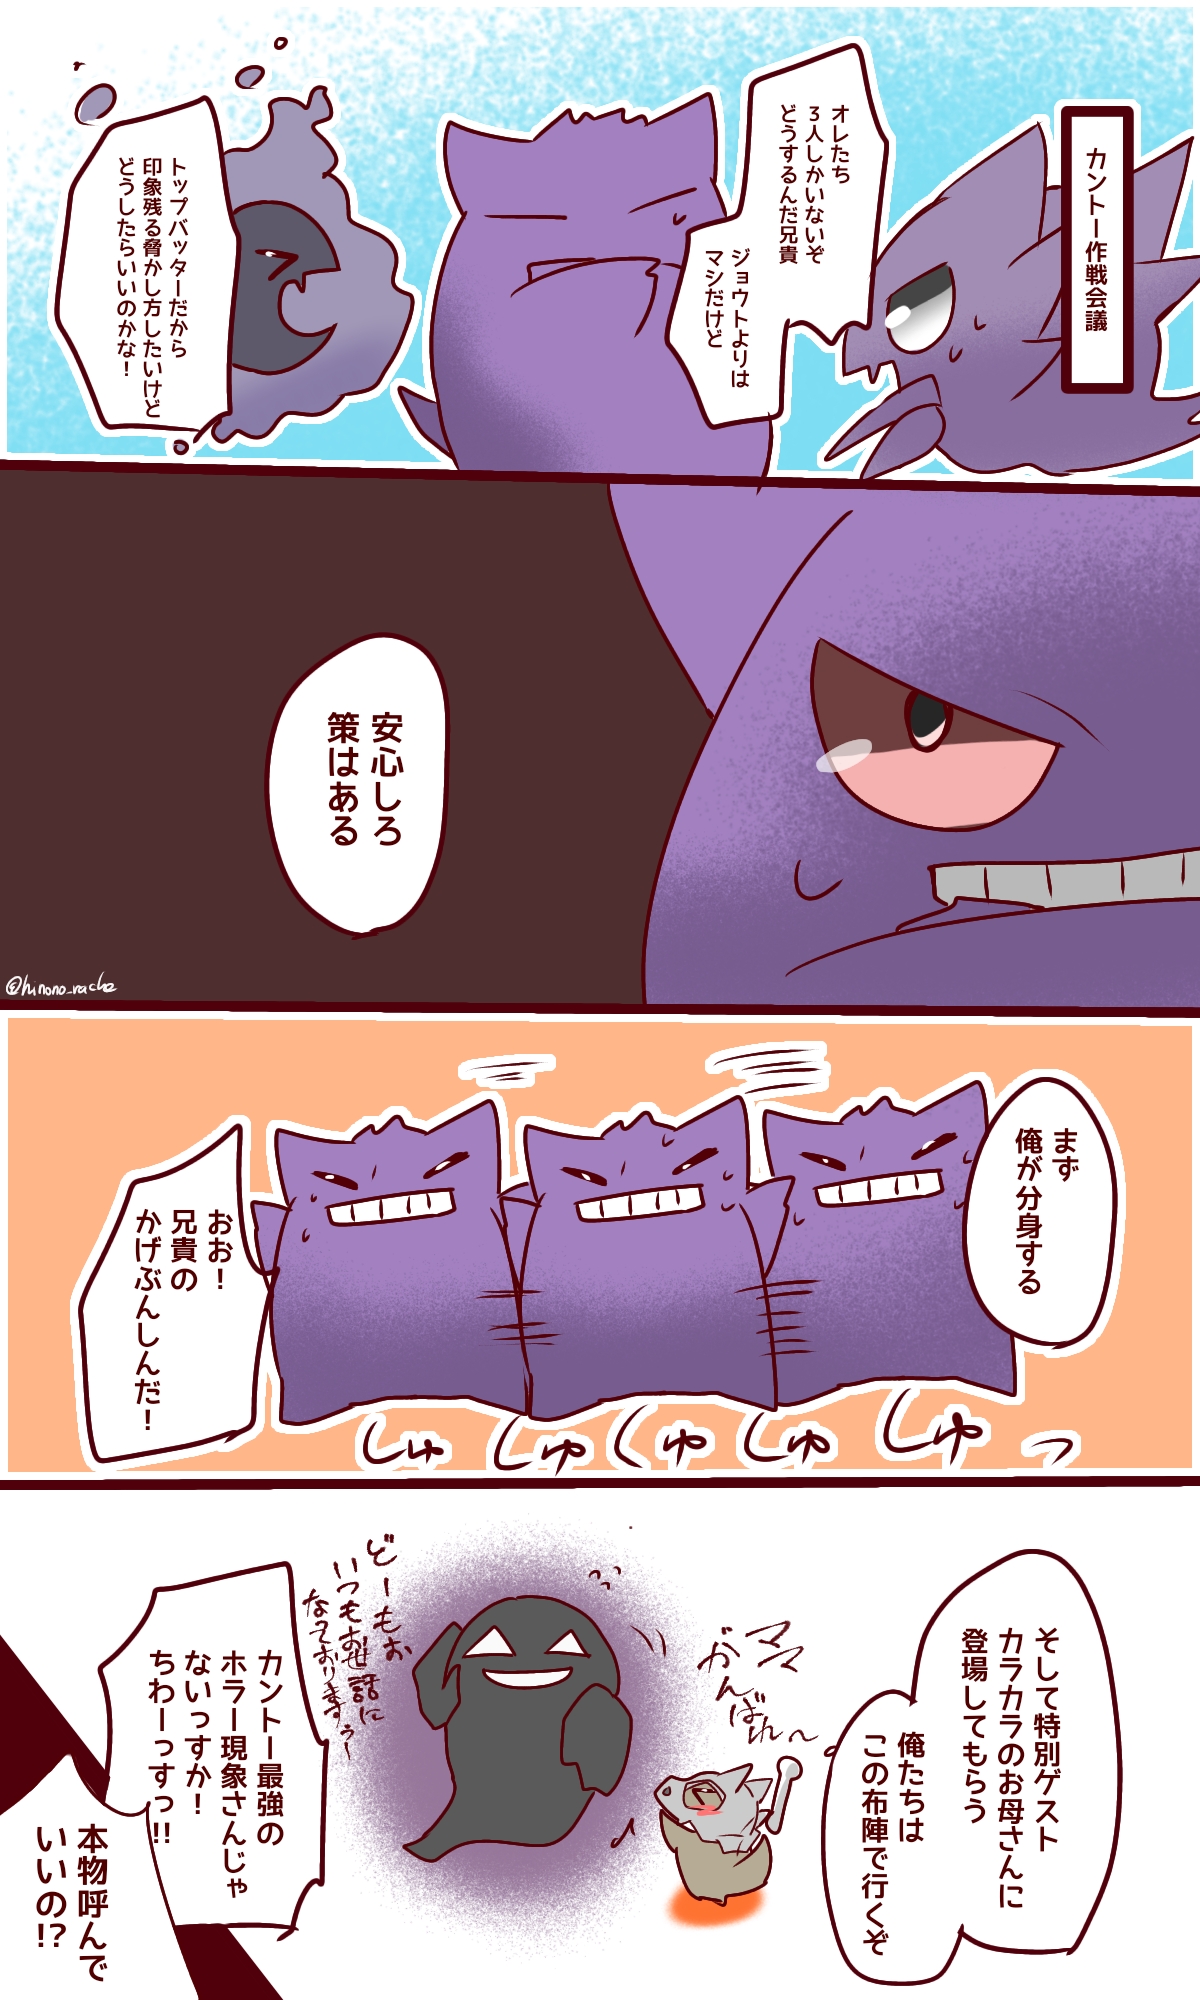 カントー作戦会議
オレたち
3人しかいないぞ
どうするんだ兄貴
ジョウトよりは
マシだけど
トップバッターだから
印象残る脅かし方したいけど
どうしたらいいのかな！
安心しろ
策はある
@hinono_rache
まず
俺が分身する
しゅしゅしゅしゅしゅっ
おお！
兄貴の
かげぶんしんだ！
そして特別ゲスト
カラカラのお母さんに
登場してもらう
俺たちは
この布陣で行くぞ
ママ
がんばれ〜
どーもぉ
いつもお世話に
なっておりますぅー
カントー最強の
ホラー現象さんじゃ
ないっすか！
ちわーっすっ!!
本物呼んで
いいの!?